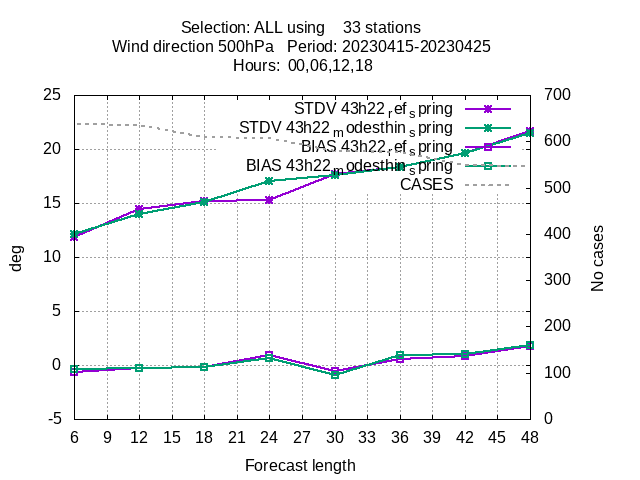 Selection: ALL using    33 stations
Wind direction 500hPa   Period: 20230415-20230425
Hours:  00,06,12,18
STDV 43h22_ref_spring
STDV 43h22_modesthin_spring
BIAS 43h22_ref_spring
BIAS 43h22_modesthin_spring
CASES
25
20
15
10
5
0
-5
deg
700
600
500
400
300
200
100
0
No cases
6 9 12 15 18 21 24 27 30 33 36 39 42 45 48
Forecast length